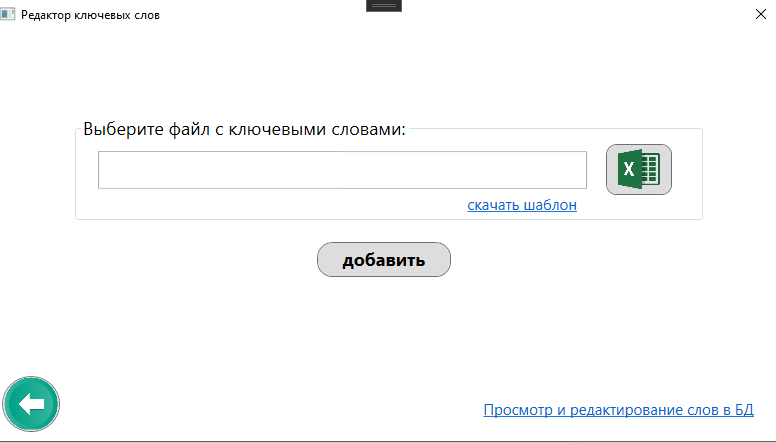 Редактор ключевых слов
Выберите файл с ключевыми словами:
X
скачать шаблон
добавить
Просмотр и редактирование слов в БД